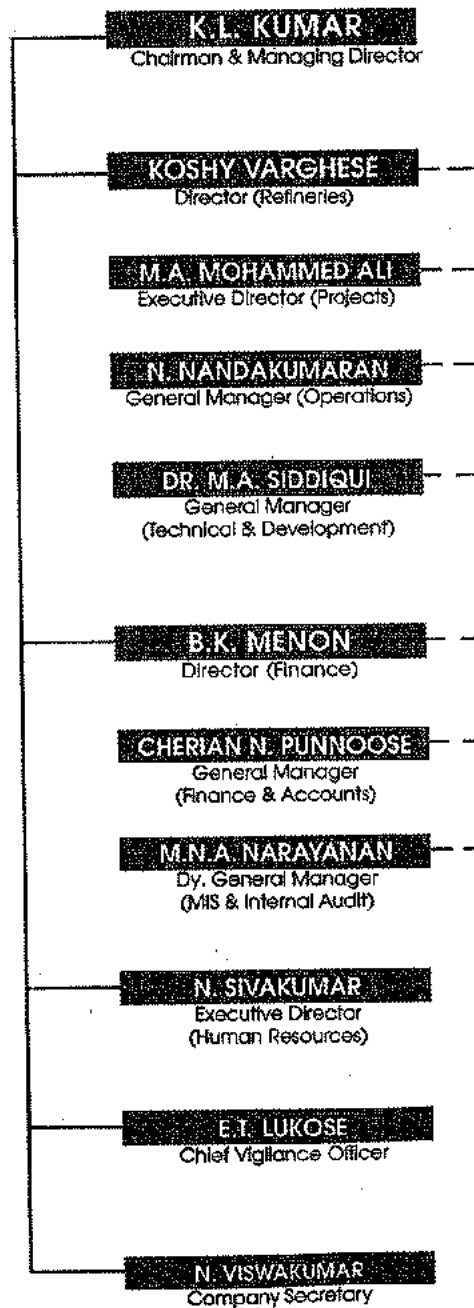 K.L. KUMAR
Chairman & Managing Director
KOSHY VARGHESE
Director (Refineries)
M.A. MOHAMMED ALI
Executive Director (Projects)
N. NANDAKUMARAN
General Manager (Operations)
DR. M.A. SIDDIQUI
General Manager
(Technical & Development)
B.K. MENON
Director (Finance)
CHERIAN N. PUNNOOSE
General Manager
(Finance & Accounts)
M.N.A. NARAYANAN
Dy. General Manager
(MIS & Internal Audit)
N. SIVAKUMAR
Executive Director
(Human Resources)
E.T. LUKOSE
Chief Vigilance Officer
N. VISWAKUMAR
Company Secretary